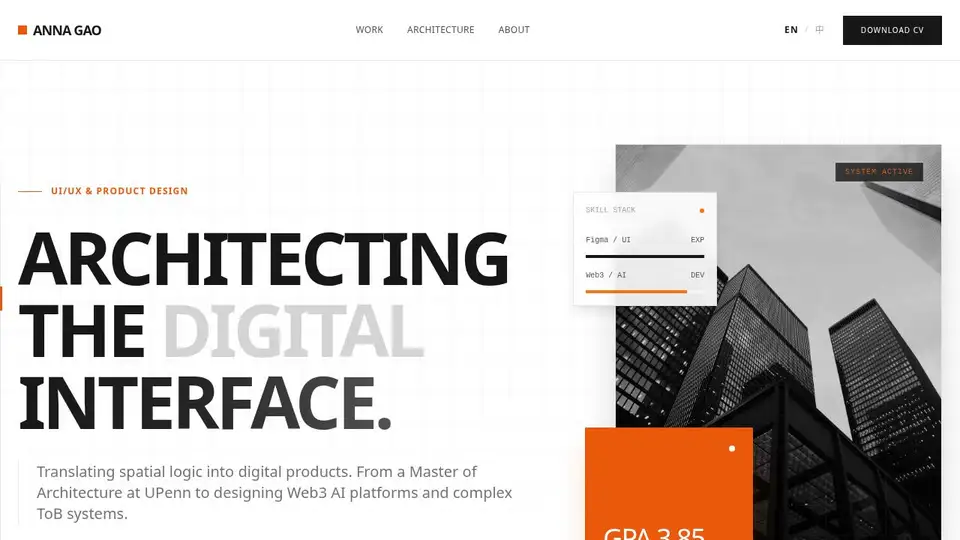 ANNA GAO
WORK
ARCHITECTURE
ABOUT
EN / 中
DOWNLOAD CV
UI/UX & PRODUCT DESIGN
ARCHITECTING
THE DIGITAL
INTERFACE.
Translating spatial logic into digital products. From a Master of
Architecture at UPenn to designing Web3 AI platforms and complex
ToB systems.
SYSTEM ACTIVE
SKILL STACK
Figma / UI EXP
Web3 / AI DEV
GPA 3.85